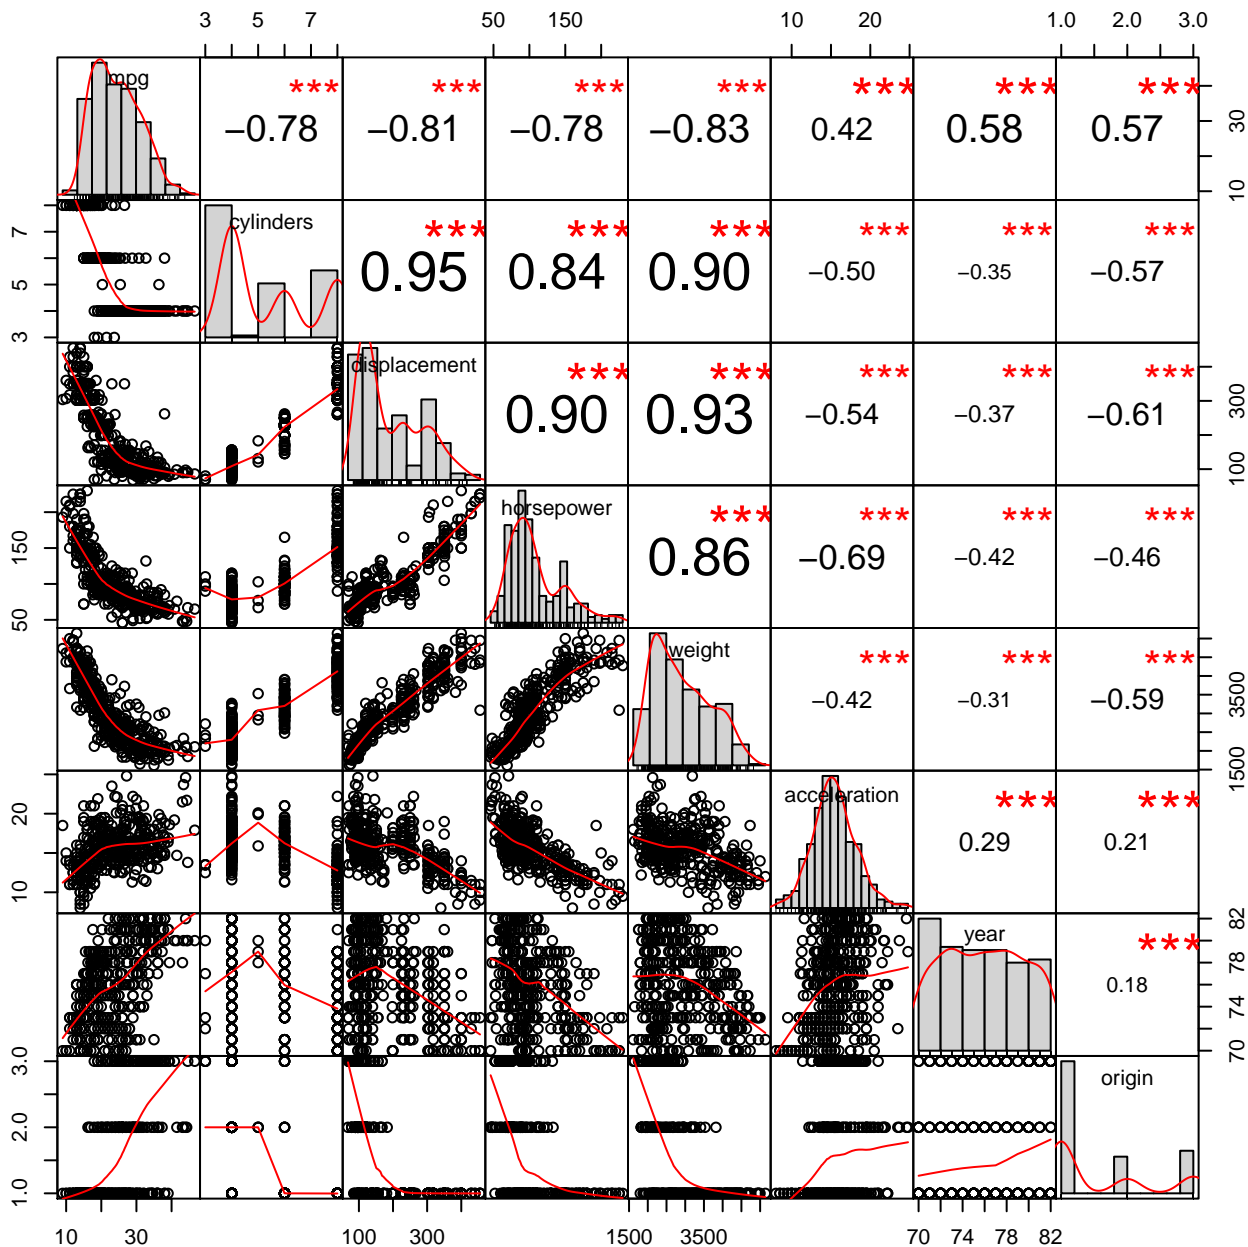 3 5 7 50 150 10 20 1.0 2.0 3.0
mpg *** *** *** *** *** *** ***
−0.78 −0.81 −0.78 −0.83 0.42 0.58 0.57
10 30
cylinders *** *** *** *** *** ***
0.95 0.84 0.90 −0.50 −0.35 −0.57
3 5 7
displacement *** *** *** *** ***
0.90 0.93 −0.54 −0.37 −0.61
100 300
horsepower *** *** *** ***
0.86 −0.69 −0.42 −0.46
50 150
weight *** *** ***
−0.42 −0.31 −0.59
1500 3500
acceleration *** ***
0.29 0.21
10 20
year ***
0.18
70 74 78 82
origin
1.0 2.0 3.0
10 30 100 300 1500 3500 70 74 78 82